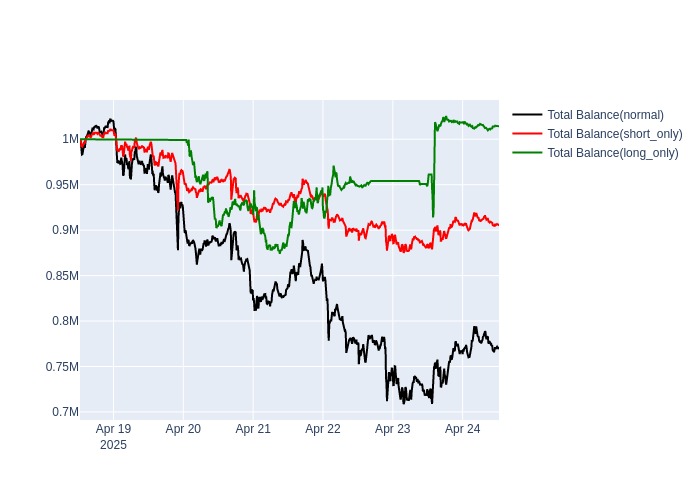 Total Balance(normal)
Total Balance(short_only)
Total Balance(long_only)
1M
0.95M
0.9M
0.85M
0.8M
0.75M
0.7M
Apr 19 Apr 20 Apr 21 Apr 22 Apr 23 Apr 24
2025